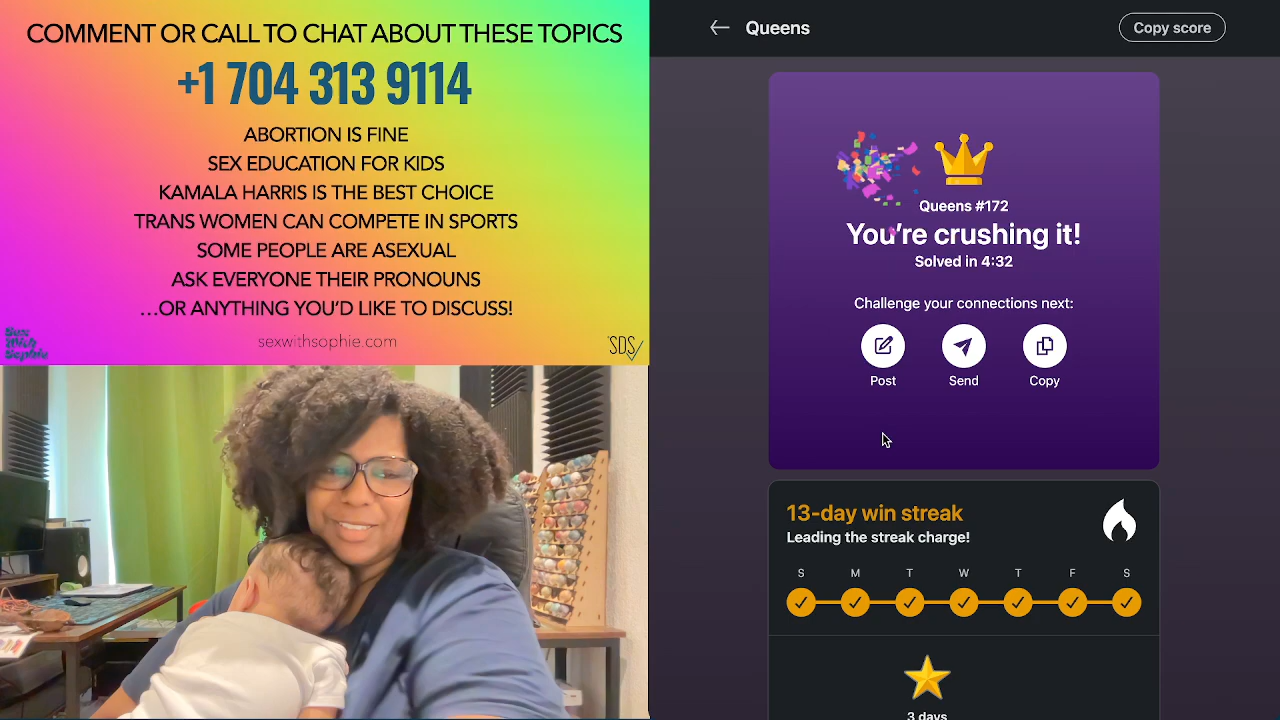 COMMENT OR CALL TO CHAT ABOUT THESE TOPICS
+1 704 313 9114
ABORTION IS FINE
SEX EDUCATION FOR KIDS
KAMALA HARRIS IS THE BEST CHOICE
TRANS WOMEN CAN COMPETE IN SPORTS
SOME PEOPLE ARE ASEXUAL
ASK EVERYONE THEIR PRONOUNS
...OR ANYTHING YOU'D LIKE TO DISCUSS!
sexwithsophie.com
Sex
With
Sophie
SDS
Queens
Copy score
Queens #172
You're crushing it!
Solved in 4:32
Challenge your connections next:
Post Send Copy
13-day win streak
Leading the streak charge!
S M T W T F S
3 days